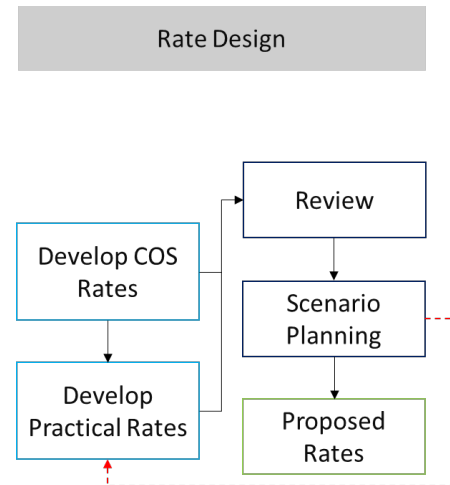 Rate Design
Develop COS
Rates
Develop
Practical Rates
Review
Scenario
Planning
Proposed
Rates